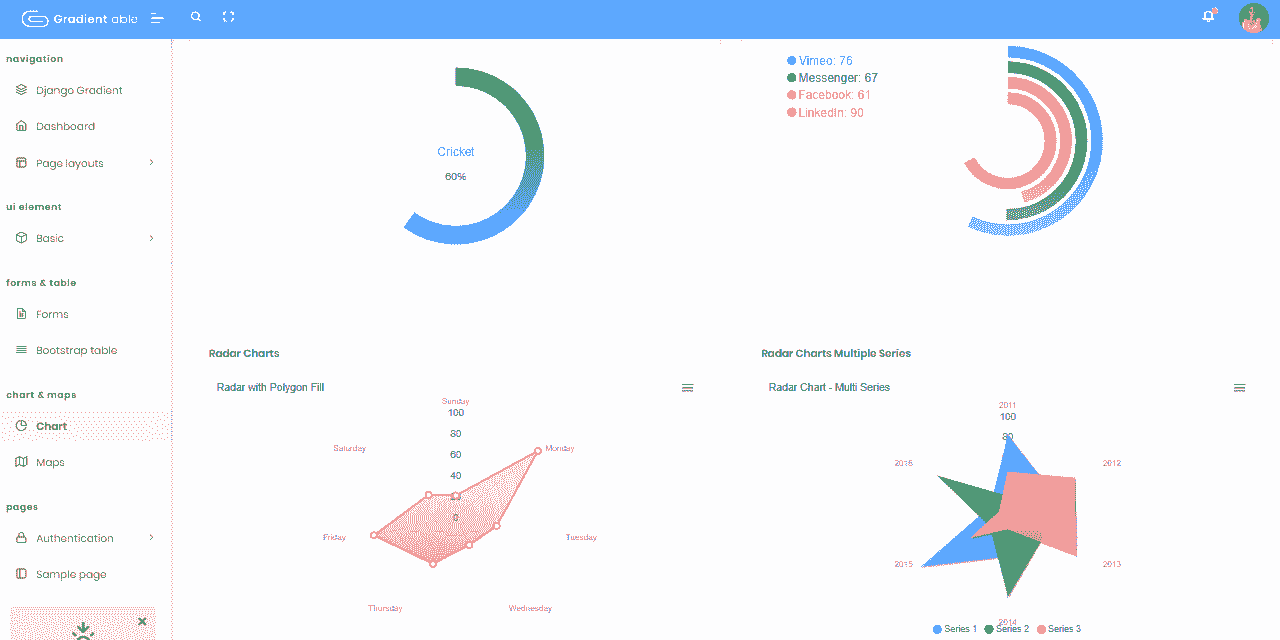 Gradient able
navigation
Django Gradient
Dashboard
Page layouts
ui element
Basic
forms & table
Forms
Bootstrap table
chart & maps
Chart
Maps
pages
Authentication
Sample page
Cricket
60%
Vimeo: 76
Messenger: 67
Facebook: 61
LinkedIn: 90
Radar Charts
Radar with Polygon Fill
Sunday
100
80
60
40
20
0
Monday
Tuesday
Wednesday
Thursday
Friday
Saturday
Radar Charts Multiple Series
Radar Chart - Multi Series
2011
100
80
2012
2013
2014
2015
2016
Series 1
Series 2
Series 3